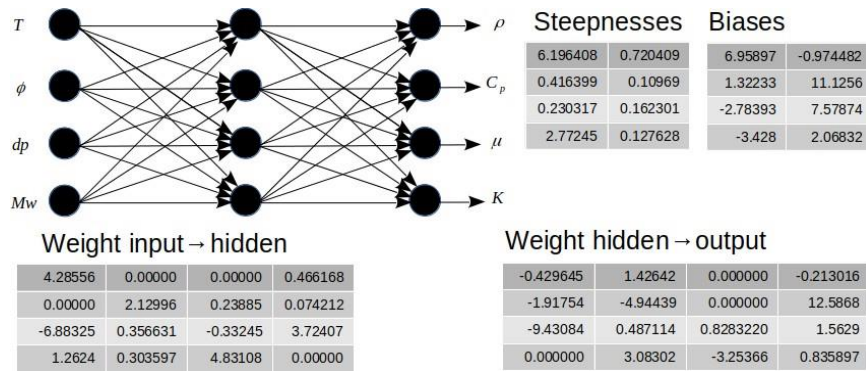 T
ρ
ϕ
C p
dp
μ
Mw
K
Steepnesses
6.196408 0.720409
0.416399 0.10969
0.230317 0.162301
2.77245 0.127628
Biases
6.95897 -0.974482
1.32233 11.1256
-2.78393 7.57874
-3.428 2.06832
Weight input→hidden
4.28556 0.00000 0.00000 0.466168
0.00000 2.12996 0.23885 0.074212
-6.88325 0.356631 -0.33245 3.72407
1.2624 0.303597 4.83108 0.00000
Weight hidden→output
-0.429645 1.42642 0.000000 -0.213016
-1.91754 -4.94439 0.000000 12.5868
-9.43084 0.487114 0.8283220 1.5629
0.000000 3.08302 -3.25366 0.835897